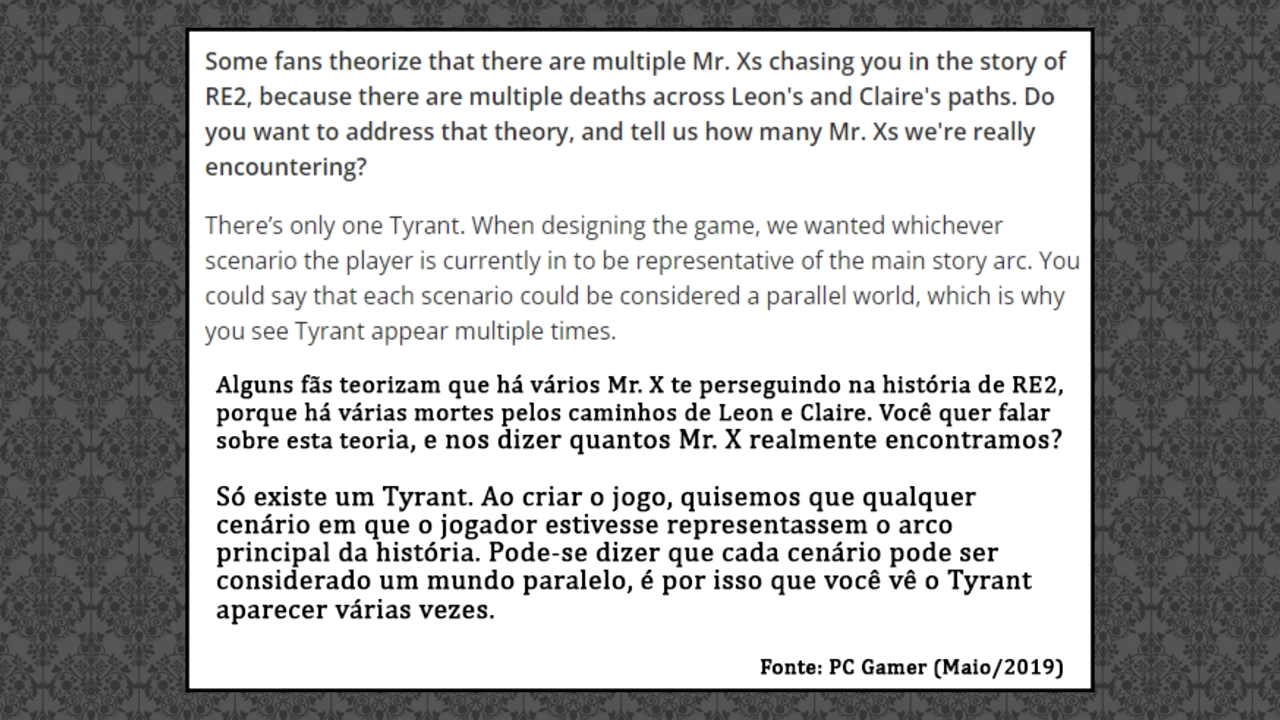 Some fans theorize that there are multiple Mr. Xs chasing you in the story of
RE2, because there are multiple deaths across Leon's and Claire's paths. Do
you want to address that theory, and tell us how many Mr. Xs we're really
encountering?
There's only one Tyrant. When designing the game, we wanted whichever
scenario the player is currently in to be representative of the main story arc. You
could say that each scenario could be considered a parallel world, which is why
you see Tyrant appear multiple times.
Alguns fãs teorizam que há vários Mr. X te perseguindo na história de RE2,
porque há várias mortes pelos caminhos de Leon e Claire. Você quer falar
sobre esta teoria, e nos dizer quantos Mr. X realmente encontramos?
Só existe um Tyrant. Ao criar o jogo, quisemos que qualquer
cenário em que o jogador estivesse representassem o arco
principal da história. Pode-se dizer que cada cenário pode ser
considerado um mundo paralelo, é por isso que você vê o Tyrant
aparecer várias vezes.
Fonte: PC Gamer (Maio/2019)